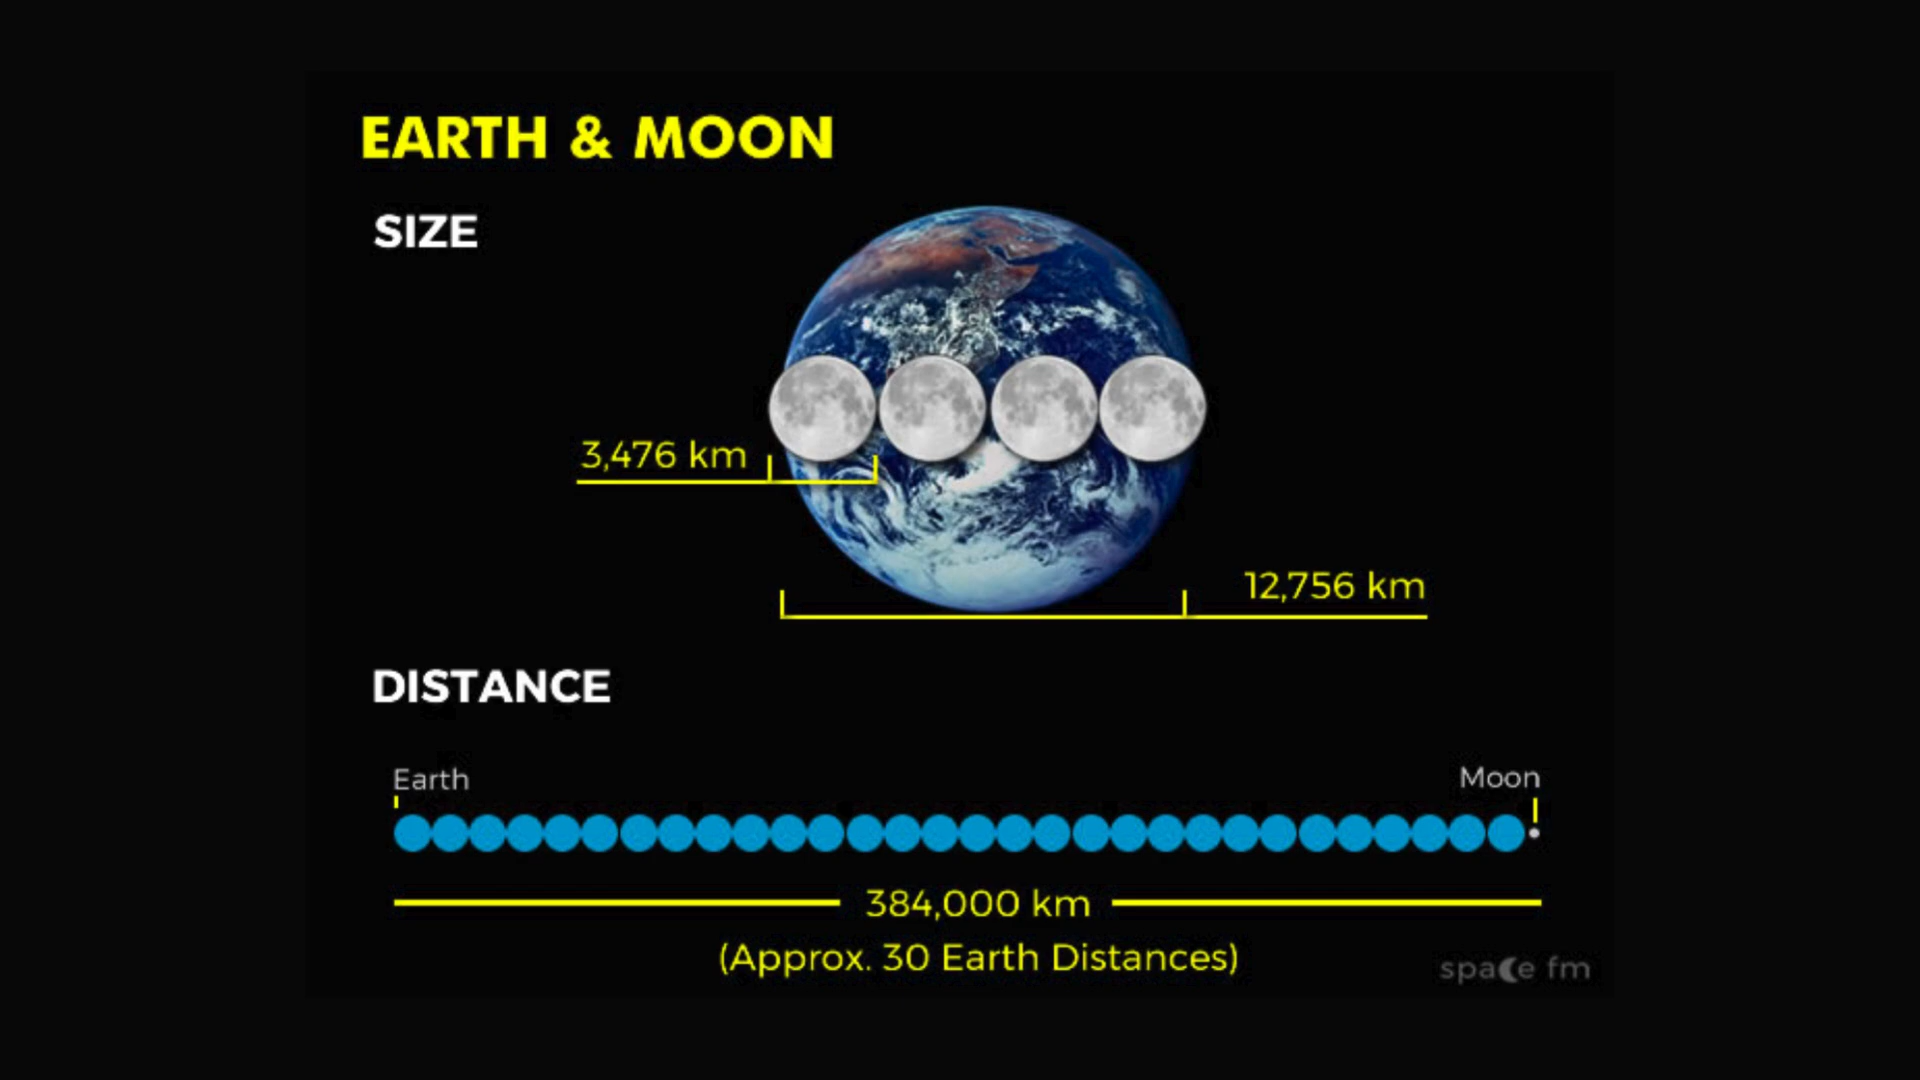 EARTH & MOON
SIZE
3,476 km
12,756 km
DISTANCE
Earth
Moon
384,000 km
(Approx. 30 Earth Distances)
space fm